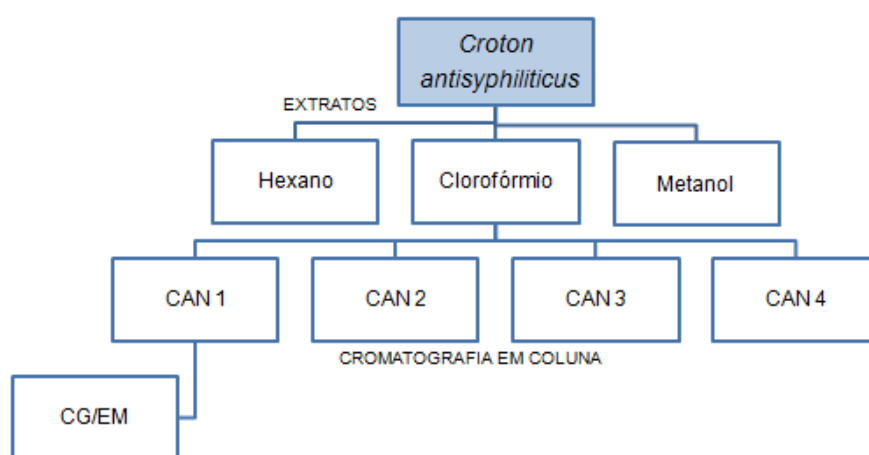 Croton
antisyphiliticus
EXTRATOS
Hexano
Clorofórmio
Metanol
CAN 1
CAN 2
CAN 3
CAN 4
CROMATOGRAFIA EM COLUNA
CG/EM